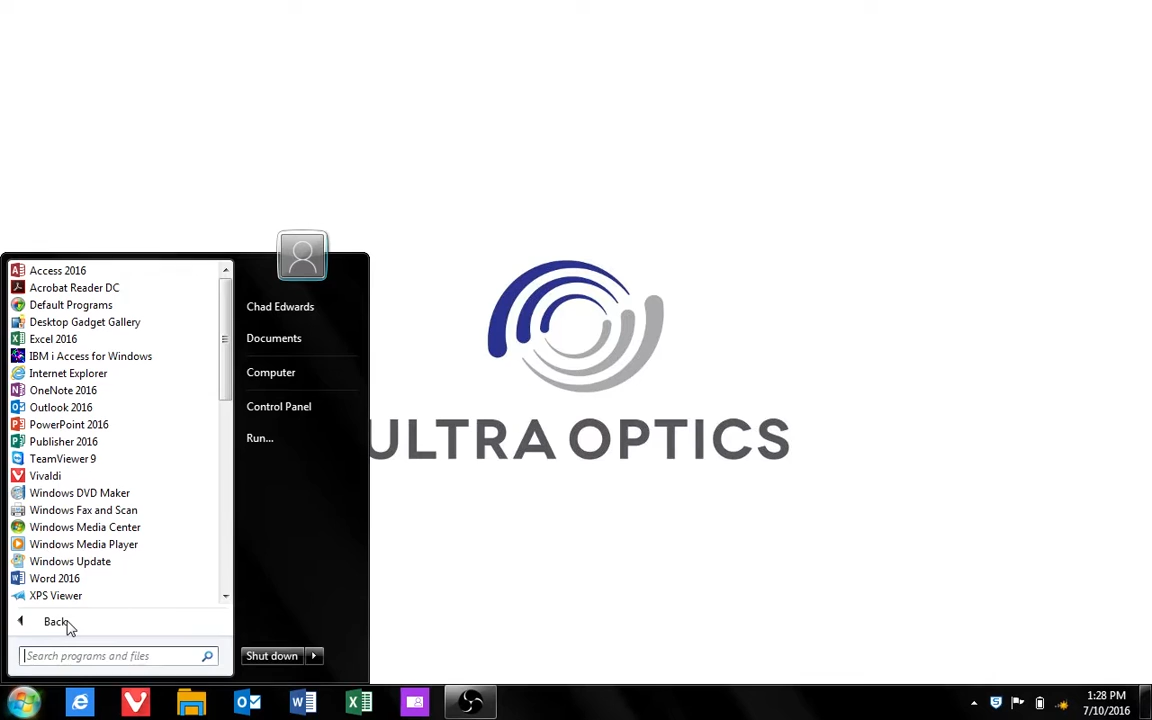 Access 2016
Acrobat Reader DC
Default Programs
Desktop Gadget Gallery
Excel 2016
IBM i Access for Windows
Internet Explorer
OneNote 2016
Outlook 2016
PowerPoint 2016
Publisher 2016
TeamViewer 9
Vivaldi
Windows DVD Maker
Windows Fax and Scan
Windows Media Center
Windows Media Player
Windows Update
Word 2016
XPS Viewer
Back
Search programs and files
Chad Edwards
Documents
Computer
Control Panel
Run...
Shut down
ULTRA OPTICS
1:28 PM
7/10/2016